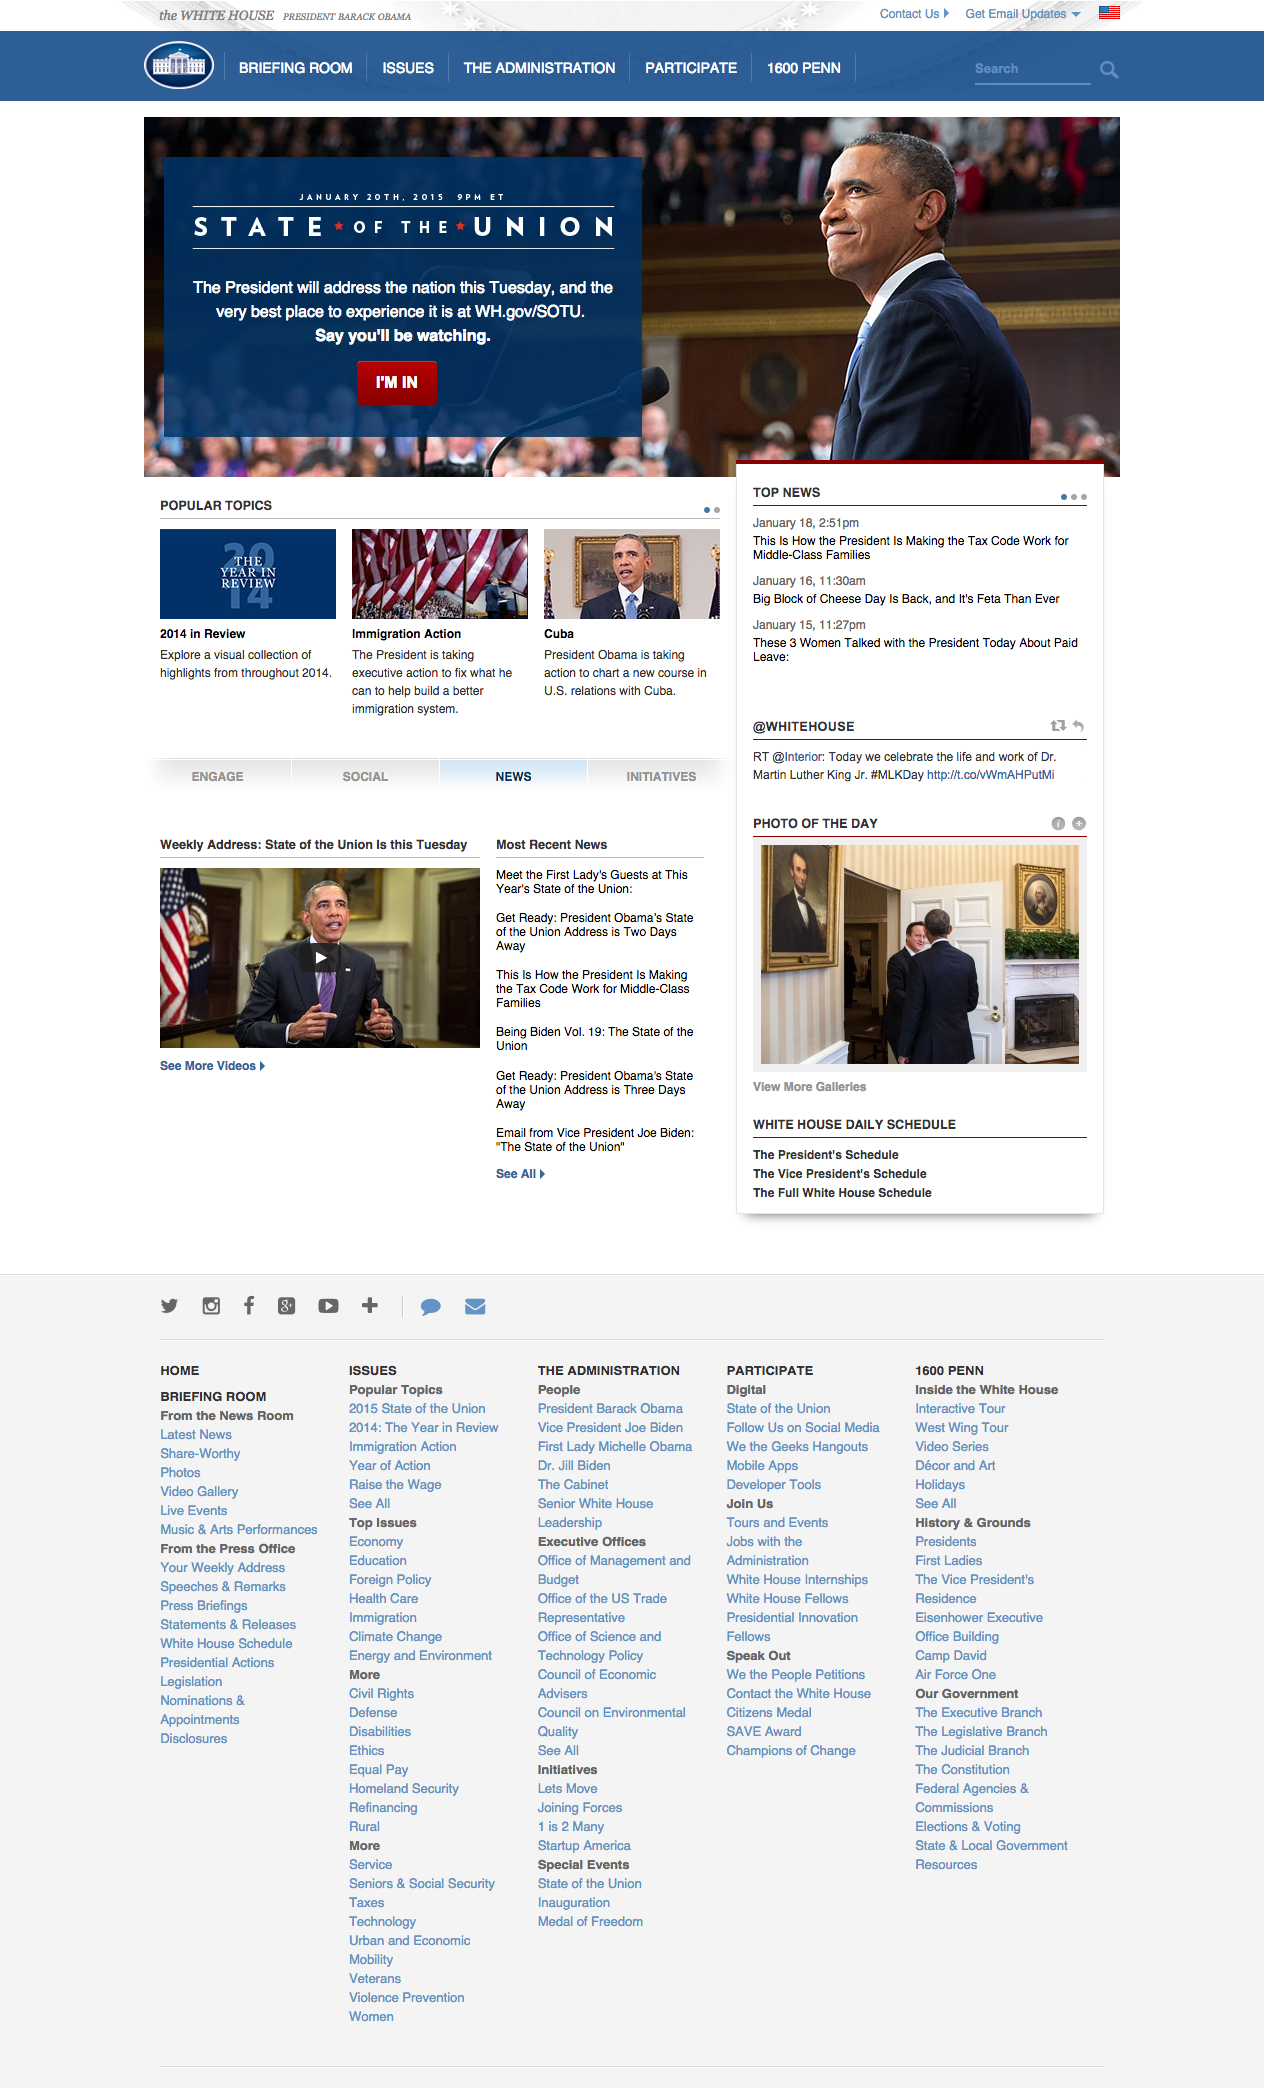 the WHITE HOUSE PRESIDENT BARACK OBAMA
Contact Us
Get Email Updates
BRIEFING ROOM
ISSUES
THE ADMINISTRATION
PARTICIPATE
1600 PENN
Search
JANUARY 20TH, 2015 9PM ET
STATE OF THE UNION
The President will address the nation this Tuesday, and the
very best place to experience it is at WH.gov/SOTU.
Say you'll be watching.
I'M IN
POPULAR TOPICS
2014
THE
YEAR IN
REVIEW
2014 in Review
Explore a visual collection of
highlights from throughout 2014.
Immigration Action
The President is taking
executive action to fix what he
can to help build a better
immigration system.
Cuba
President Obama is taking
action to chart a new course in
U.S. relations with Cuba.
ENGAGE
SOCIAL
NEWS
INITIATIVES
Weekly Address: State of the Union Is this Tuesday
See More Videos
Most Recent News
Meet the First Lady's Guests at This
Year's State of the Union:
Get Ready: President Obama's State
of the Union Address is Two Days
Away
This Is How the President Is Making
the Tax Code Work for Middle-Class
Families
Being Biden Vol. 19: The State of the
Union
Get Ready: President Obama's State
of the Union Address is Three Days
Away
Email from Vice President Joe Biden:
"The State of the Union"
See All
TOP NEWS
January 18, 2:51pm
This Is How the President Is Making the Tax Code Work for
Middle-Class Families
January 16, 11:30am
Big Block of Cheese Day Is Back, and It's Feta Than Ever
January 15, 11:27pm
These 3 Women Talked with the President Today About Paid
Leave:
@WHITEHOUSE
RT @Interior: Today we celebrate the life and work of Dr.
Martin Luther King Jr. #MLKDay http://t.co/vWmAHPutMi
PHOTO OF THE DAY
View More Galleries
WHITE HOUSE DAILY SCHEDULE
The President's Schedule
The Vice President's Schedule
The Full White House Schedule
HOME
BRIEFING ROOM
From the News Room
Latest News
Share-Worthy
Photos
Video Gallery
Live Events
Music & Arts Performances
From the Press Office
Your Weekly Address
Speeches & Remarks
Press Briefings
Statements & Releases
White House Schedule
Presidential Actions
Legislation
Nominations &
Appointments
Disclosures
ISSUES
Popular Topics
2015 State of the Union
2014: The Year in Review
Immigration Action
Year of Action
Raise the Wage
See All
Top Issues
Economy
Education
Foreign Policy
Health Care
Immigration
Climate Change
Energy and Environment
More
Civil Rights
Defense
Disabilities
Ethics
Equal Pay
Homeland Security
Refinancing
Rural
More
Service
Seniors & Social Security
Taxes
Technology
Urban and Economic
Mobility
Veterans
Violence Prevention
Women
THE ADMINISTRATION
People
President Barack Obama
Vice President Joe Biden
First Lady Michelle Obama
Dr. Jill Biden
The Cabinet
Senior White House
Leadership
Executive Offices
Office of Management and
Budget
Office of the US Trade
Representative
Office of Science and
Technology Policy
Council of Economic
Advisers
Council on Environmental
Quality
See All
Initiatives
Lets Move
Joining Forces
1 is 2 Many
Startup America
Special Events
State of the Union
Inauguration
Medal of Freedom
PARTICIPATE
Digital
State of the Union
Follow Us on Social Media
We the Geeks Hangouts
Mobile Apps
Developer Tools
Join Us
Tours and Events
Jobs with the
Administration
White House Internships
White House Fellows
Presidential Innovation
Fellows
Speak Out
We the People Petitions
Contact the White House
Citizens Medal
SAVE Award
Champions of Change
1600 PENN
Inside the White House
Interactive Tour
West Wing Tour
Video Series
Décor and Art
Holidays
See All
History & Grounds
Presidents
First Ladies
The Vice President's
Residence
Eisenhower Executive
Office Building
Camp David
Air Force One
Our Government
The Executive Branch
The Legislative Branch
The Judicial Branch
The Constitution
Federal Agencies &
Commissions
Elections & Voting
State & Local Government
Resources